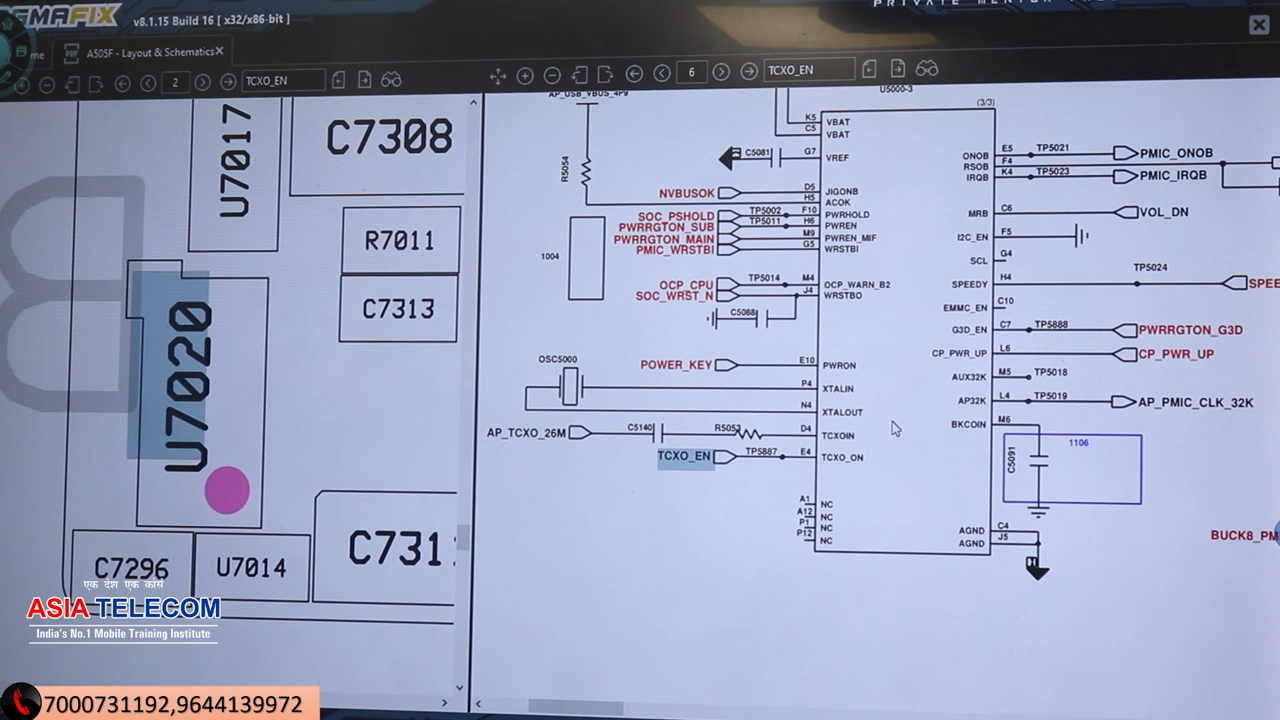 GMAFIX
v8.1.15 Build 16 [ x32/x86-bit ]
me
A505F - Layout & Schematics
2
TCXO_EN
6
TCXO_EN
U7017
C7308
R7011
C7313
U7020
C7296
U7014
C731
AP_USB_VBUS_4P9
R5054
1004
U5000-3
(3/3)
K5
VBAT
C5
VBAT
C5081
G7
VREF
NVBUSOK
D5
JIGONB
H5
ACOK
SOC_PSHOLD
TP5002
F10
PWRHOLD
PWRRGTON_SUB
TP5011
H6
PWREN
PWRRGTON_MAIN
M9
PWREN_MIF
PMIC_WRSTBI
G5
WRSTBI
OCP_CPU
TP5014
M4
OCP_WARN_B2
SOC_WRST_N
J4
WRSTBO
C5088
OSC5000
POWER_KEY
E10
PWRON
P4
XTALIN
N4
XTALOUT
AP_TCXO_26M
C5140
R5053
D4
TCXOIN
TCXO_EN
TP5887
E4
TCXO_ON
A1
NC
A12
NC
P1
NC
P12
NC
ONOB
E5
TP5021
PMIC_ONOB
RSOB
F4
IRQB
K4
TP5023
PMIC_IRQB
MRB
C6
VOL_DN
I2C_EN
F5
SCL
G4
SPEEDY
H4
TP5024
SPEE
EMMC_EN
C10
G3D_EN
C7
TP5888
PWRRGTON_G3D
CP_PWR_UP
L6
CP_PWR_UP
AUX32K
M5
TP5018
AP32K
L4
TP5019
AP_PMIC_CLK_32K
BKCOIN
M6
1106
C5091
AGND
C4
AGND
J5
BUCK8_PM
एक देश एक कोर्स
ASIA TELECOM
India's No.1 Mobile Training Institute
7000731192,9644139972